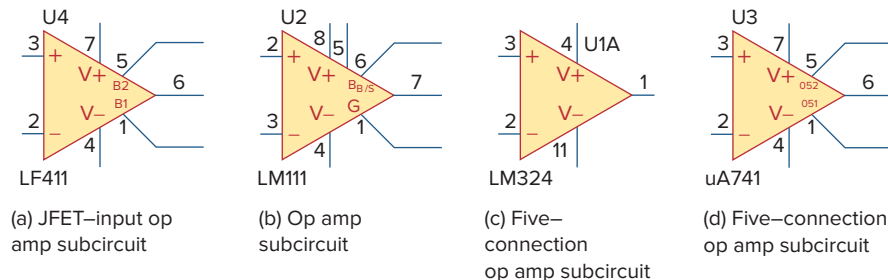 U4
3
+
7
5
V+
B2
6
2
−
V−
B1
1
4
LF411
(a) JFET–input op
amp subcircuit
U2
2
+
8
5
6
V+
BB/S
7
3
−
V−
G
1
4
LM111
(b) Op amp
subcircuit
U1A
3
+
4
V+
1
2
−
V−
11
LM324
(c) Five–
connection
op amp subcircuit
U3
3
+
7
5
V+
052
6
2
−
V−
051
1
4
uA741
(d) Five–connection
op amp subcircuit